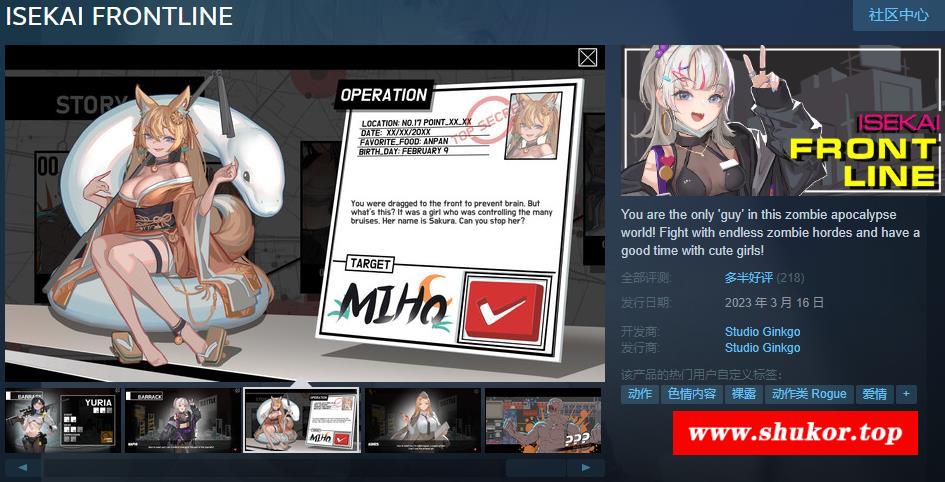 ISEKAI FRONTLINE
社区中心
STORY
OPERATION
LOCATION: NO.17 POINT_XX_XX
DATE: XX/XX/20XX
FAVORITE_FOOD: ANPAN
BIRTH_DAY: FEBRUARY 9
TOP SECRET
You were dragged to the front to prevent brain. But
what's this? It was a girl who was controlling the many
bruises. Her name is Sakura. Can you stop her?
TARGET
MIHO
ISEKAI
FRONT
LINE
You are the only 'guy' in this zombie apocalypse
world! Fight with endless zombie hordes and have a
good time with cute girls!
全部评测: 多半好评 (218)
发行日期: 2023 年 3 月 16 日
开发商: Studio Ginkgo
发行商: Studio Ginkgo
该产品的热门用户自定义标签:
动作 色情内容 裸露 动作类 Rogue 爱情 +
BARRACK
YURIA
BARRACK
OPERATION
MIHO
???
www.shukor.top